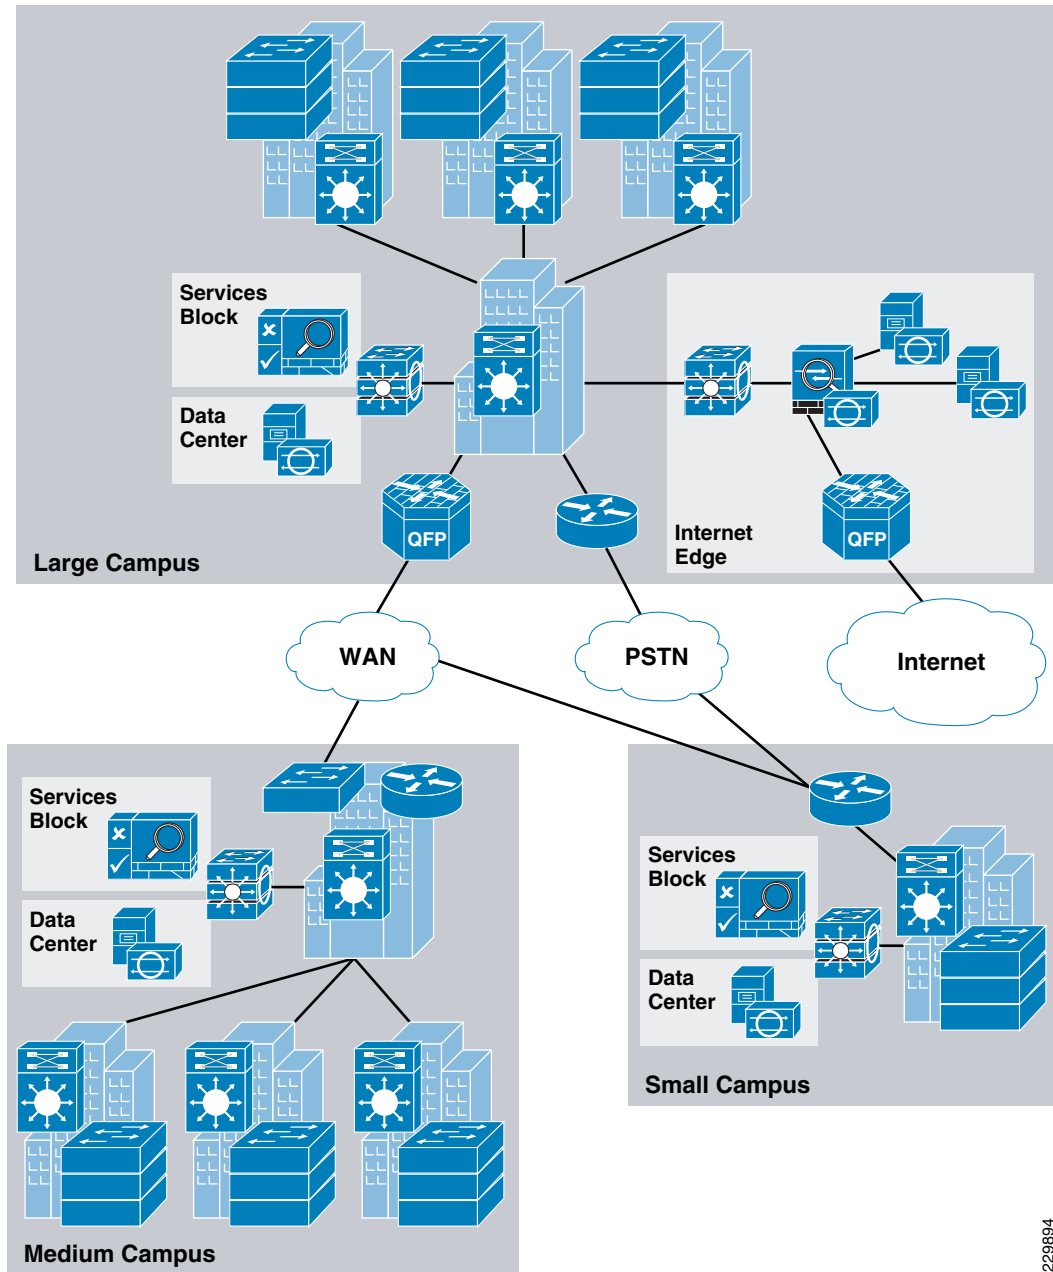 Services
Block
Data
Center
QFP
Large Campus
Internet
Edge
QFP
WAN
PSTN
Internet
Services
Block
Data
Center
Medium Campus
Services
Block
Data
Center
Small Campus
229894